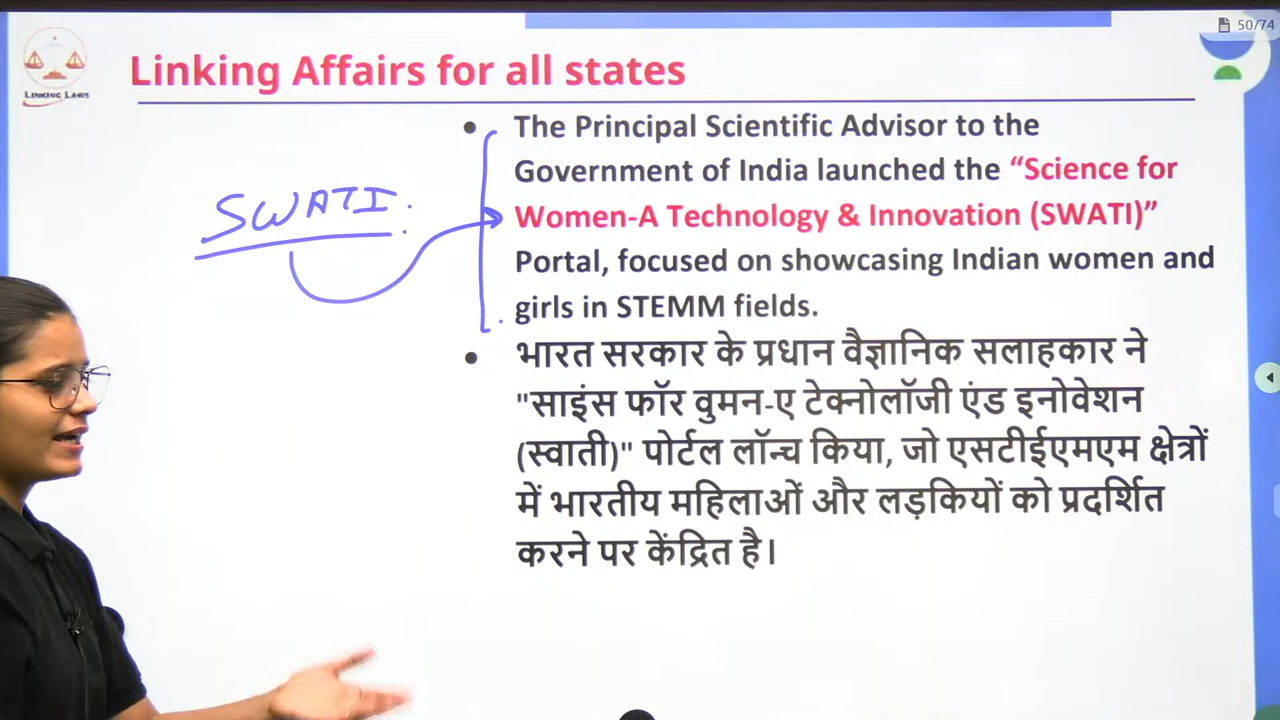 50/74
Linking Affairs for all states
LINKING LAWS
SWATI
• The Principal Scientific Advisor to the
Government of India launched the “Science for
Women-A Technology & Innovation (SWATI)”
Portal, focused on showcasing Indian women and
girls in STEMM fields.
• भारत सरकार के प्रधान वैज्ञानिक सलाहकार ने
"साइंस फॉर वुमन-ए टेक्नोलॉजी एंड इनोवेशन
(स्वाती)" पोर्टल लॉन्च किया, जो एसटीईएमएम क्षेत्रों
में भारतीय महिलाओं और लड़कियों को प्रदर्शित
करने पर केंद्रित है।